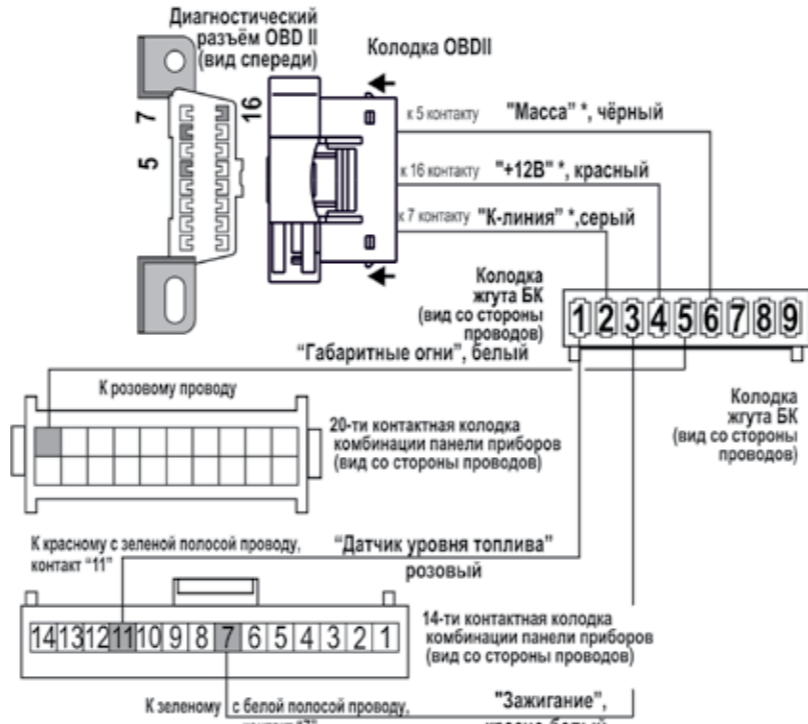 Диагностический
разъём OBD II
(вид спереди)
Колодка OBDII
7
16
5
к 5 контакту "Масса" *, чёрный
к 16 контакту "+12В" *, красный
к 7 контакту "К-линия" *,серый
Колодка
жгута БК
(вид со стороны
проводов)
1 2 3 4 5 6 7 8 9
"Габаритные огни", белый
К розовому проводу
20-ти контактная колодка
комбинации панели приборов
(вид со стороны проводов)
Колодка
жгута БК
(вид со стороны
проводов)
К красному с зеленой полосой проводу,
контакт "11"
"Датчик уровня топлива"
розовый
14 13 12 11 10 9 8 7 6 5 4 3 2 1
14-ти контактная колодка
комбинации панели приборов
(вид со стороны проводов)
К зеленому с белой полосой проводу,
контакт "7"
"Зажигание",